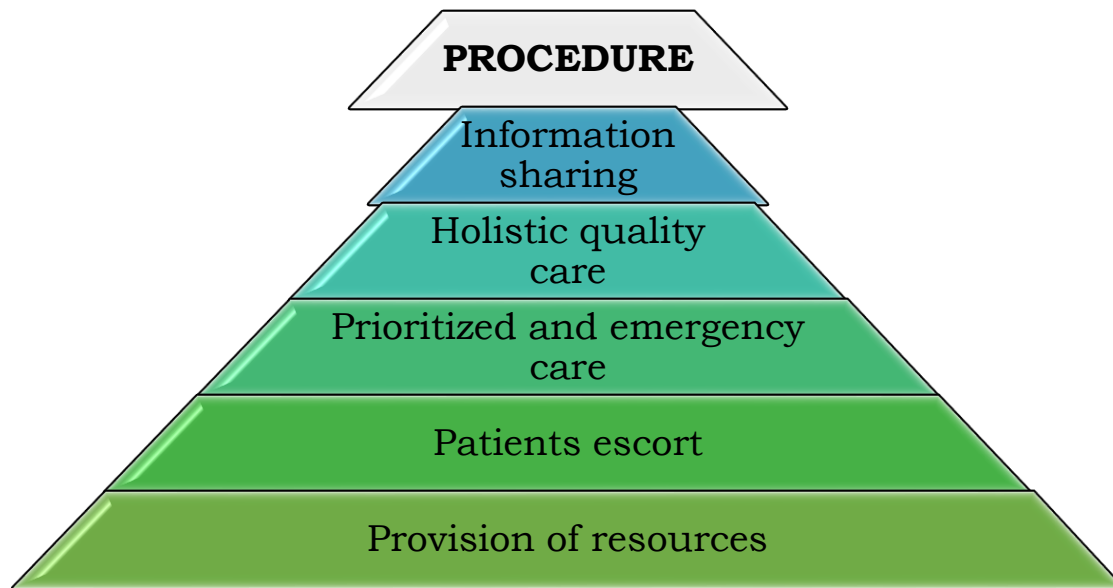 PROCEDURE
Information
sharing
Holistic quality
care
Prioritized and emergency
care
Patients escort
Provision of resources